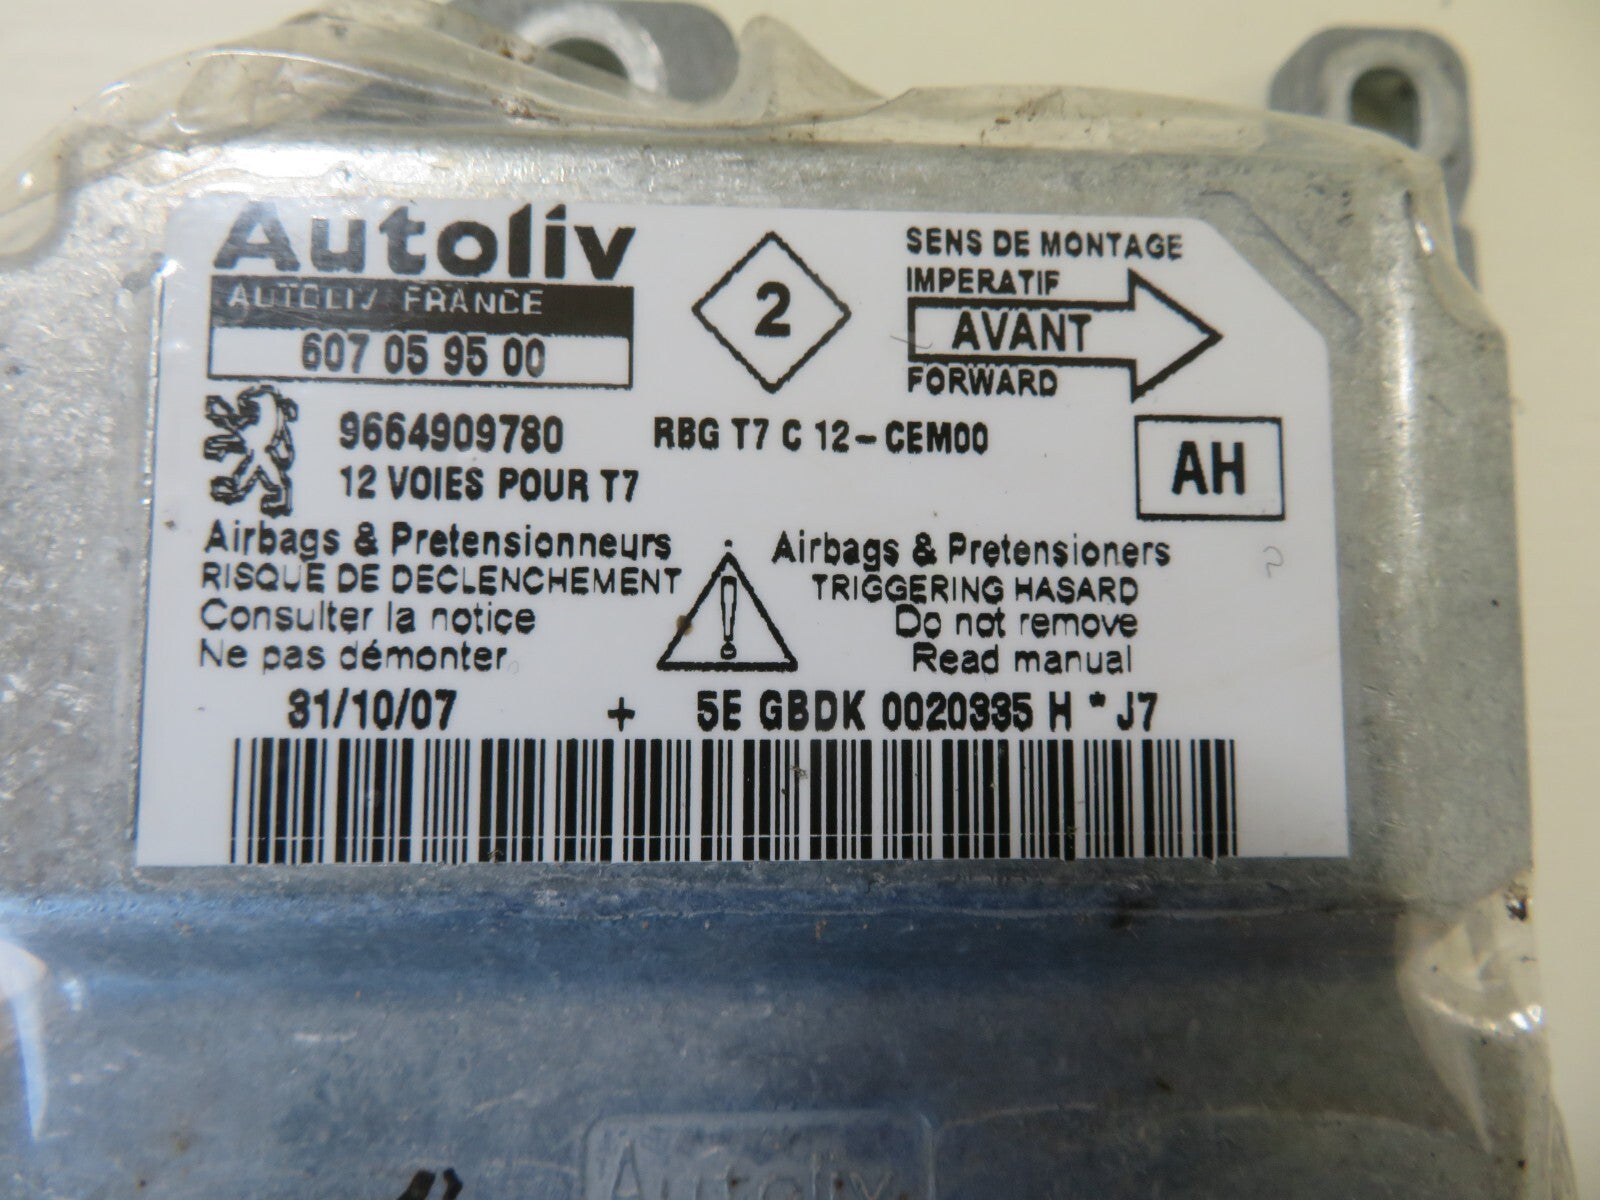 Autoliv
AUTOLIV FRANCE
607 05 95 00
2
SENS DE MONTAGE
IMPERATIF
AVANT
FORWARD
9664909780
RBG T7 C 12-CEM00
12 VOIES POUR T7
AH
Airbags & Pretensionneurs
RISQUE DE DECLENCHEMENT
Consulter la notice
Ne pas démonter
!
Airbags & Pretensioners
TRIGGERING HASARD
Do not remove
Read manual
31/10/07 + 5E GBDK 0020335 H * J7
Autoliv